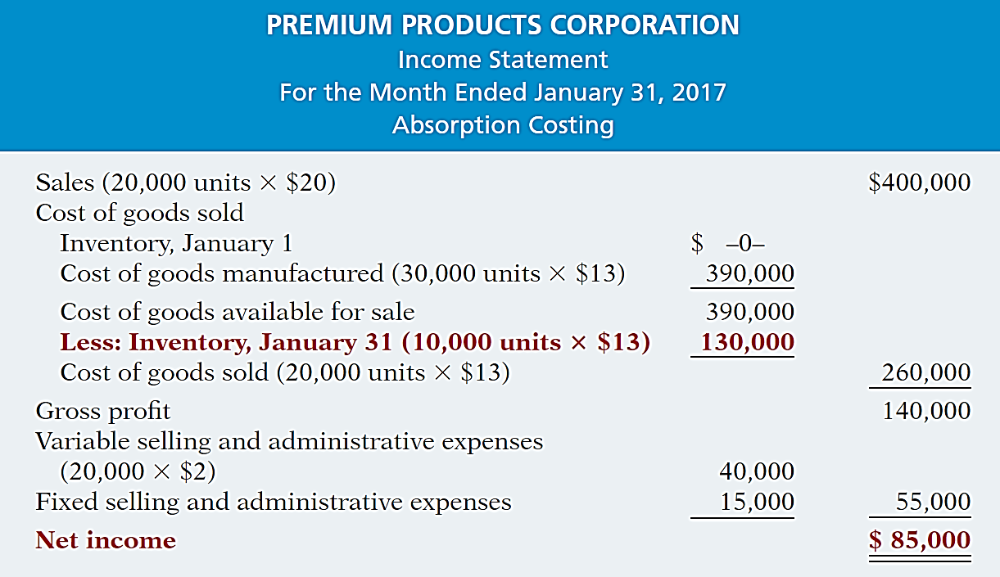 PREMIUM PRODUCTS CORPORATION
Income Statement
For the Month Ended January 31, 2017
Absorption Costing
Sales (20,000 units × $20) $400,000
Cost of goods sold
Inventory, January 1 $ –0–
Cost of goods manufactured (30,000 units × $13) 390,000
Cost of goods available for sale 390,000
Less: Inventory, January 31 (10,000 units × $13) 130,000
Cost of goods sold (20,000 units × $13) 260,000
Gross profit 140,000
Variable selling and administrative expenses
(20,000 × $2) 40,000
Fixed selling and administrative expenses 15,000 55,000
Net income $ 85,000